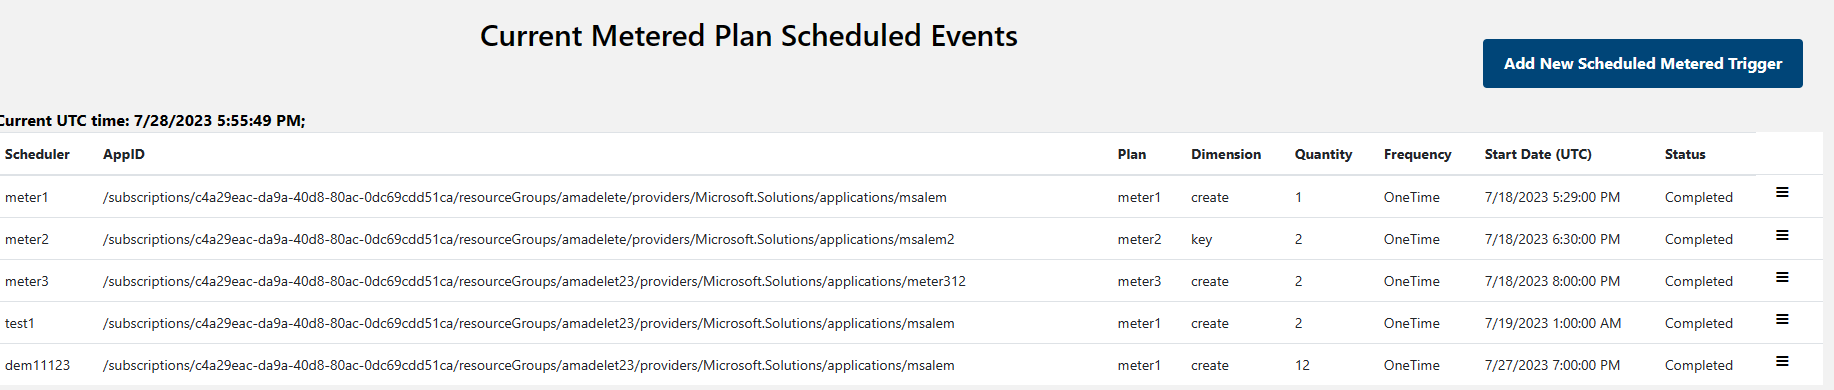 Current Metered Plan Scheduled Events
Add New Scheduled Metered Trigger
Current UTC time: 7/28/2023 5:55:49 PM;
Scheduler AppID Plan Dimension Quantity Frequency Start Date (UTC) Status
meter1 /subscriptions/c4a29eac-da9a-40d8-80ac-0dc69cdd51ca/resourceGroups/amadelete/providers/Microsoft.Solutions/applications/msalem meter1 create 1 OneTime 7/18/2023 5:29:00 PM Completed
meter2 /subscriptions/c4a29eac-da9a-40d8-80ac-0dc69cdd51ca/resourceGroups/amadelete/providers/Microsoft.Solutions/applications/msalem2 meter2 key 2 OneTime 7/18/2023 6:30:00 PM Completed
meter3 /subscriptions/c4a29eac-da9a-40d8-80ac-0dc69cdd51ca/resourceGroups/amadelet23/providers/Microsoft.Solutions/applications/meter312 meter3 create 2 OneTime 7/18/2023 8:00:00 PM Completed
test1 /subscriptions/c4a29eac-da9a-40d8-80ac-0dc69cdd51ca/resourceGroups/amadelet23/providers/Microsoft.Solutions/applications/msalem meter1 create 2 OneTime 7/19/2023 1:00:00 AM Completed
dem11123 /subscriptions/c4a29eac-da9a-40d8-80ac-0dc69cdd51ca/resourceGroups/amadelet23/providers/Microsoft.Solutions/applications/msalem meter1 create 12 OneTime 7/27/2023 7:00:00 PM Completed